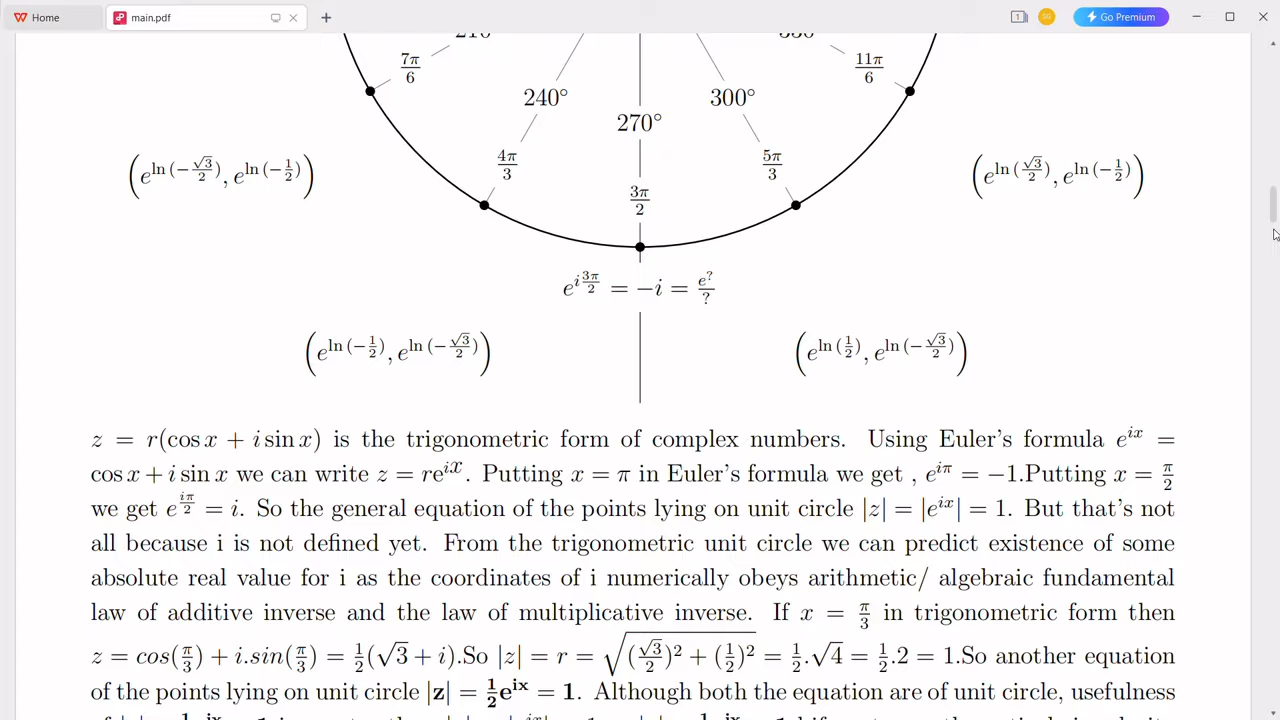 Home main.pdf 1 SG Go Premium
7π/6 11π/6
240° 300°
270°
(e^{ln(−√3/2)}, e^{ln(−1/2)}) 4π/3 5π/3 (e^{ln(√3/2)}, e^{ln(−1/2)})
3π/2
e^{i3π/2} = −i = e^?/?
(e^{ln(−1/2)}, e^{ln(−√3/2)}) (e^{ln(1/2)}, e^{ln(−√3/2)})
z = r(cos x + i sin x) is the trigonometric form of complex numbers. Using Euler's formula e^{ix} =
cos x + i sin x we can write z = re^{ix}. Putting x = π in Euler's formula we get , e^{iπ} = −1.Putting x = π/2
we get e^{iπ/2} = i. So the general equation of the points lying on unit circle |z| = |e^{ix}| = 1. But that's not
all because i is not defined yet. From the trigonometric unit circle we can predict existence of some
absolute real value for i as the coordinates of i numerically obeys arithmetic/ algebraic fundamental
law of additive inverse and the law of multiplicative inverse. If x = π/3 in trigonometric form then
z = cos(π/3) + i.sin(π/3) = 1/2(√3 + i).So |z| = r = √((√3/2)² + (1/2)²) = 1/2.√4 = 1/2.2 = 1.So another equation
of the points lying on unit circle |z| = 1/2e^{ix} = 1. Although both the equation are of unit circle, usefulness